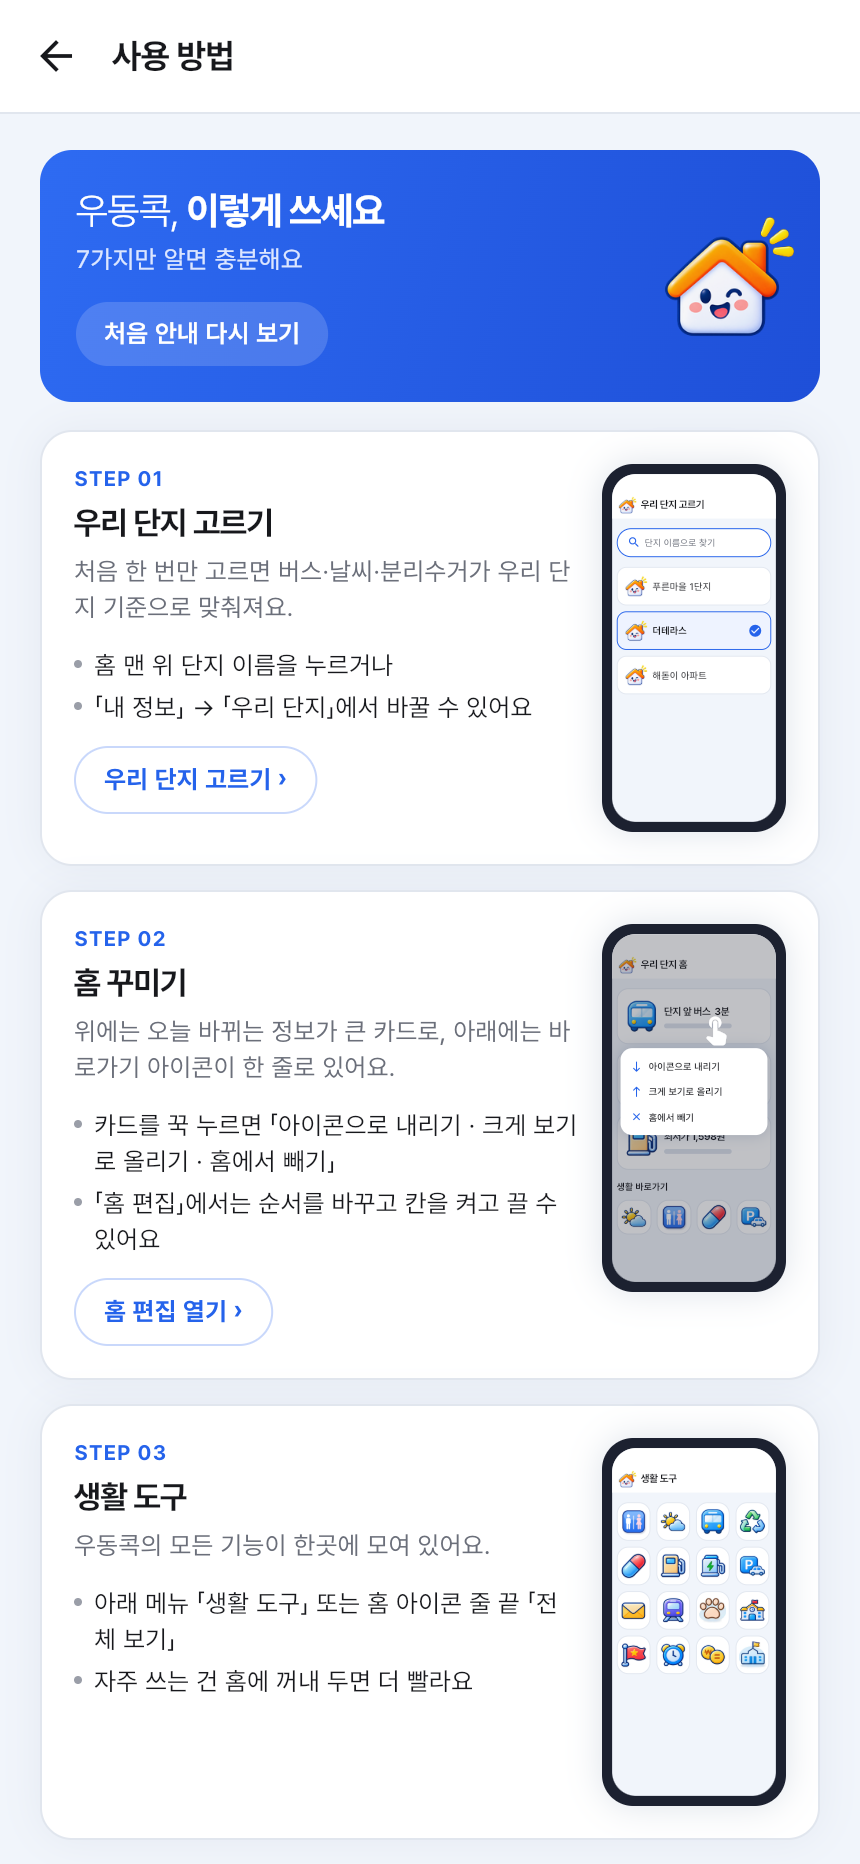 사용 방법
우동콕, 이렇게 쓰세요
7가지만 알면 충분해요
처음 안내 다시 보기
STEP 01
우리 단지 고르기
처음 한 번만 고르면 버스·날씨·분리수거가 우리 단
지 기준으로 맞춰져요.
홈 맨 위 단지 이름을 누르거나
「내 정보」 → 「우리 단지」에서 바꿀 수 있어요
우리 단지 고르기 ›
우리 단지 고르기
단지 이름으로 찾기
푸른마을 1단지
더테라스
해돋이 아파트
STEP 02
홈 꾸미기
위에는 오늘 바뀌는 정보가 큰 카드로, 아래에는 바
로가기 아이콘이 한 줄로 있어요.
카드를 꾹 누르면 「아이콘으로 내리기 · 크게 보기
로 올리기 · 홈에서 빼기」
「홈 편집」에서는 순서를 바꾸고 칸을 켜고 끌 수
있어요
홈 편집 열기 ›
우리 단지 홈
단지 앞 버스 3분
아이콘으로 내리기
크게 보기로 올리기
홈에서 빼기
최저가 1,598원
생활 바로가기
STEP 03
생활 도구
우동콕의 모든 기능이 한곳에 모여 있어요.
아래 메뉴 「생활 도구」 또는 홈 아이콘 줄 끝 「전
체 보기」
자주 쓰는 건 홈에 꺼내 두면 더 빨라요
생활 도구